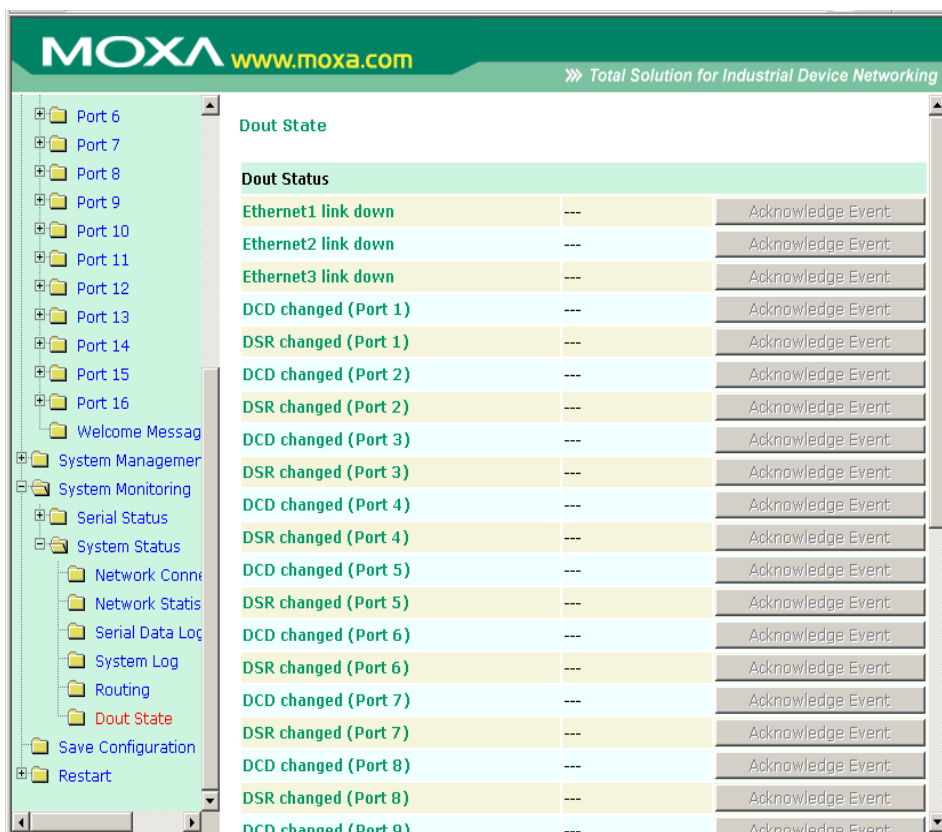 MOXA www.moxa.com
Total Solution for Industrial Device Networking
Port 6
Port 7
Port 8
Port 9
Port 10
Port 11
Port 12
Port 13
Port 14
Port 15
Port 16
Welcome Messag
System Managemer
System Monitoring
Serial Status
System Status
Network Conne
Network Statis
Serial Data Log
System Log
Routing
Dout State
Save Configuration
Restart
Dout State
Dout Status
Ethernet1 link down --- Acknowledge Event
Ethernet2 link down --- Acknowledge Event
Ethernet3 link down --- Acknowledge Event
DCD changed (Port 1) --- Acknowledge Event
DSR changed (Port 1) --- Acknowledge Event
DCD changed (Port 2) --- Acknowledge Event
DSR changed (Port 2) --- Acknowledge Event
DCD changed (Port 3) --- Acknowledge Event
DSR changed (Port 3) --- Acknowledge Event
DCD changed (Port 4) --- Acknowledge Event
DSR changed (Port 4) --- Acknowledge Event
DCD changed (Port 5) --- Acknowledge Event
DSR changed (Port 5) --- Acknowledge Event
DCD changed (Port 6) --- Acknowledge Event
DSR changed (Port 6) --- Acknowledge Event
DCD changed (Port 7) --- Acknowledge Event
DSR changed (Port 7) --- Acknowledge Event
DCD changed (Port 8) --- Acknowledge Event
DSR changed (Port 8) --- Acknowledge Event
DCD changed (Port 9) --- Acknowledge Event